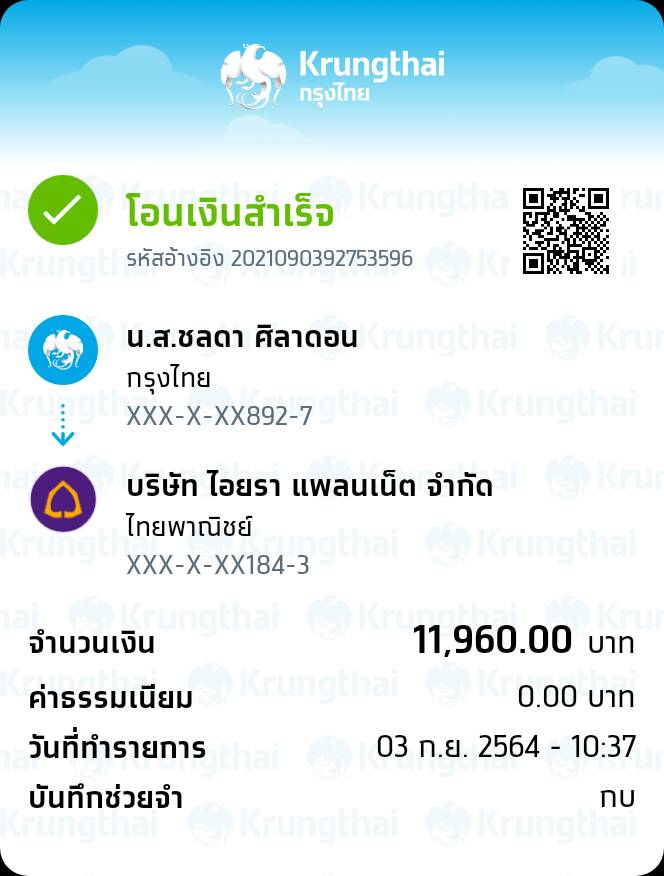 Krungthai
กรุงไทย
โอนเงินสำเร็จ
รหัสอ้างอิง 2021090392753596
น.ส.ชลดา ศิลาดอน
กรุงไทย
XXX-X-XX892-7
บริษัท ไอยรา แพลนเน็ต จำกัด
ไทยพาณิชย์
XXX-X-XX184-3
จำนวนเงิน 11,960.00 บาท
ค่าธรรมเนียม 0.00 บาท
วันที่ทำรายการ 03 ก.ย. 2564 - 10:37
บันทึกช่วยจำ กบ